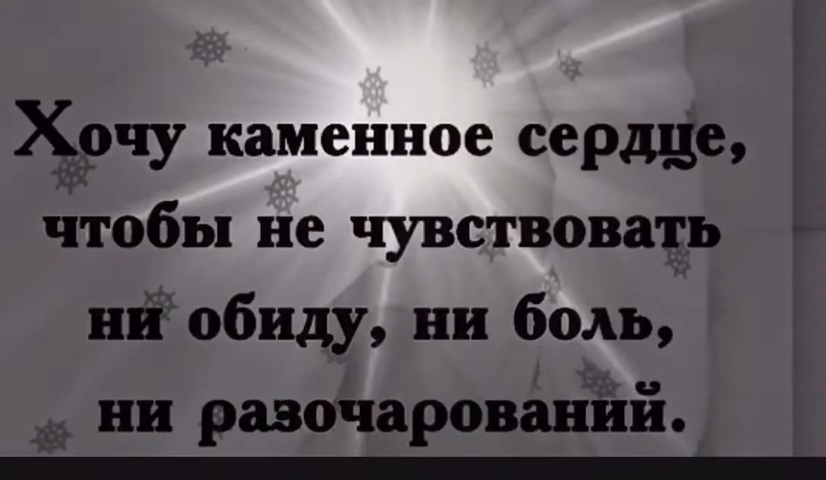 Хочу каменное сердце,
чтобы не чувствовать
ни обиду, ни боль,
ни разочарований.